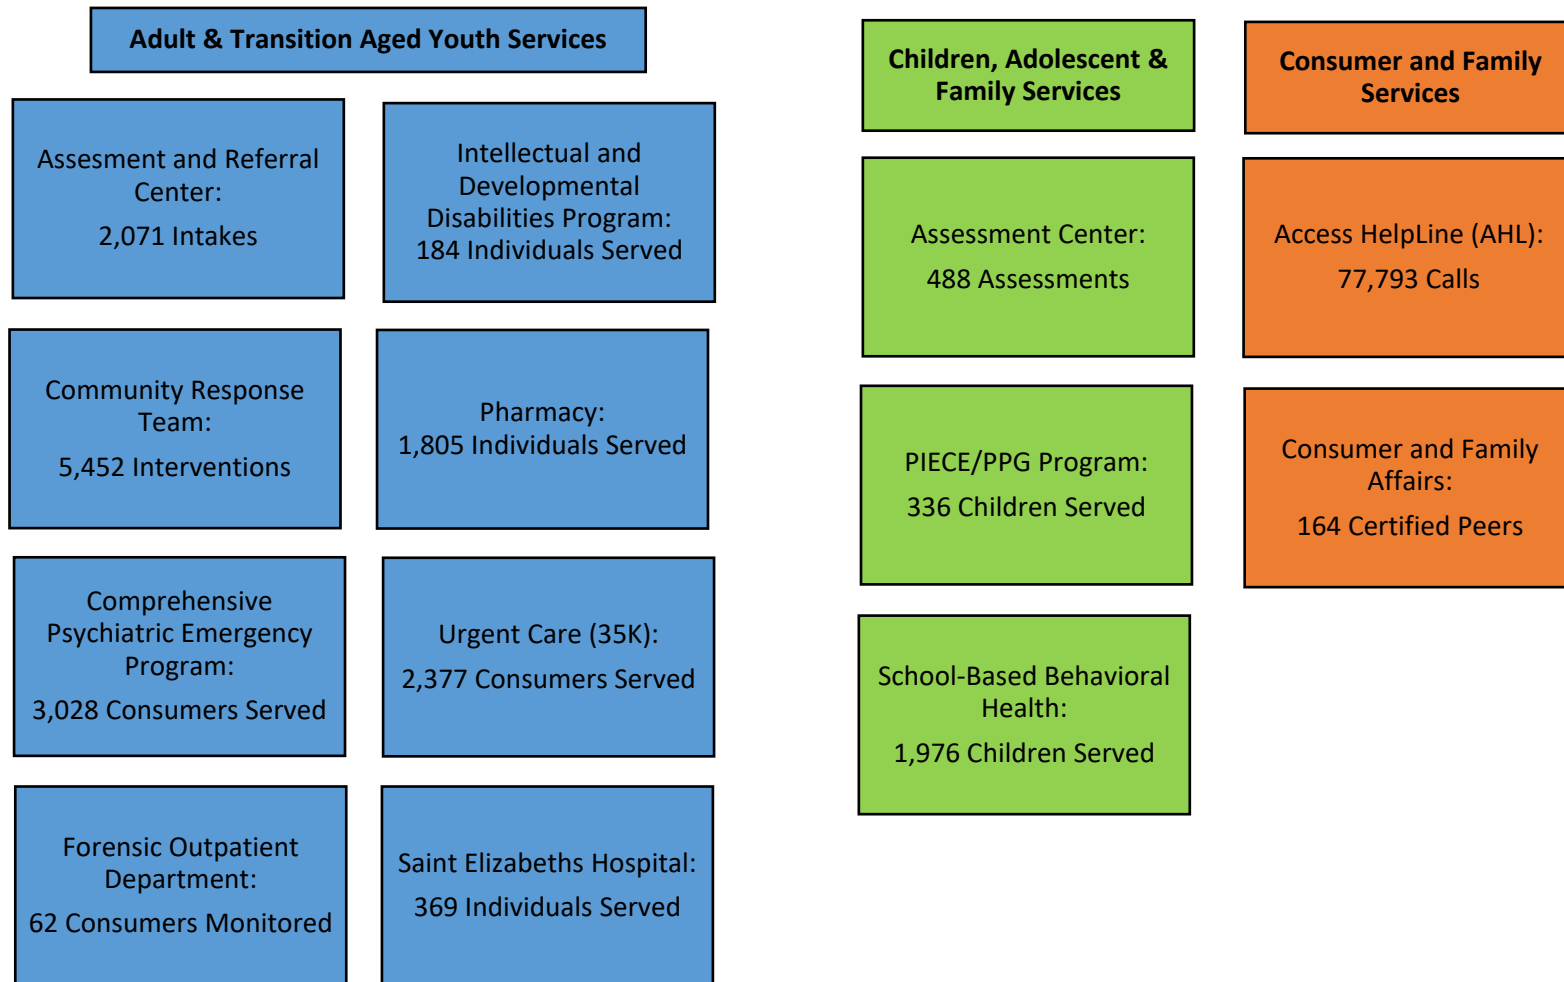 Adult & Transition Aged Youth Services
Assesment and Referral
Center:
2,071 Intakes
Intellectual and
Developmental
Disabilities Program:
184 Individuals Served
Community Response
Team:
5,452 Interventions
Pharmacy:
1,805 Individuals Served
Comprehensive
Psychiatric Emergency
Program:
3,028 Consumers Served
Urgent Care (35K):
2,377 Consumers Served
Forensic Outpatient
Department:
62 Consumers Monitored
Saint Elizabeths Hospital:
369 Individuals Served
Children, Adolescent &
Family Services
Assessment Center:
488 Assessments
PIECE/PPG Program:
336 Children Served
School-Based Behavioral
Health:
1,976 Children Served
Consumer and Family
Services
Access HelpLine (AHL):
77,793 Calls
Consumer and Family
Affairs:
164 Certified Peers